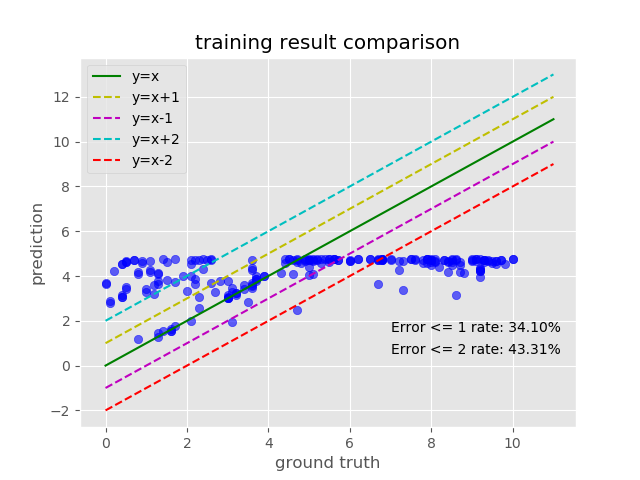 training result comparison
y=x
y=x+1
y=x-1
y=x+2
y=x-2
12
10
8
6
4
2
0
−2
prediction
Error <= 1 rate: 34.10%
Error <= 2 rate: 43.31%
0 2 4 6 8 10
ground truth